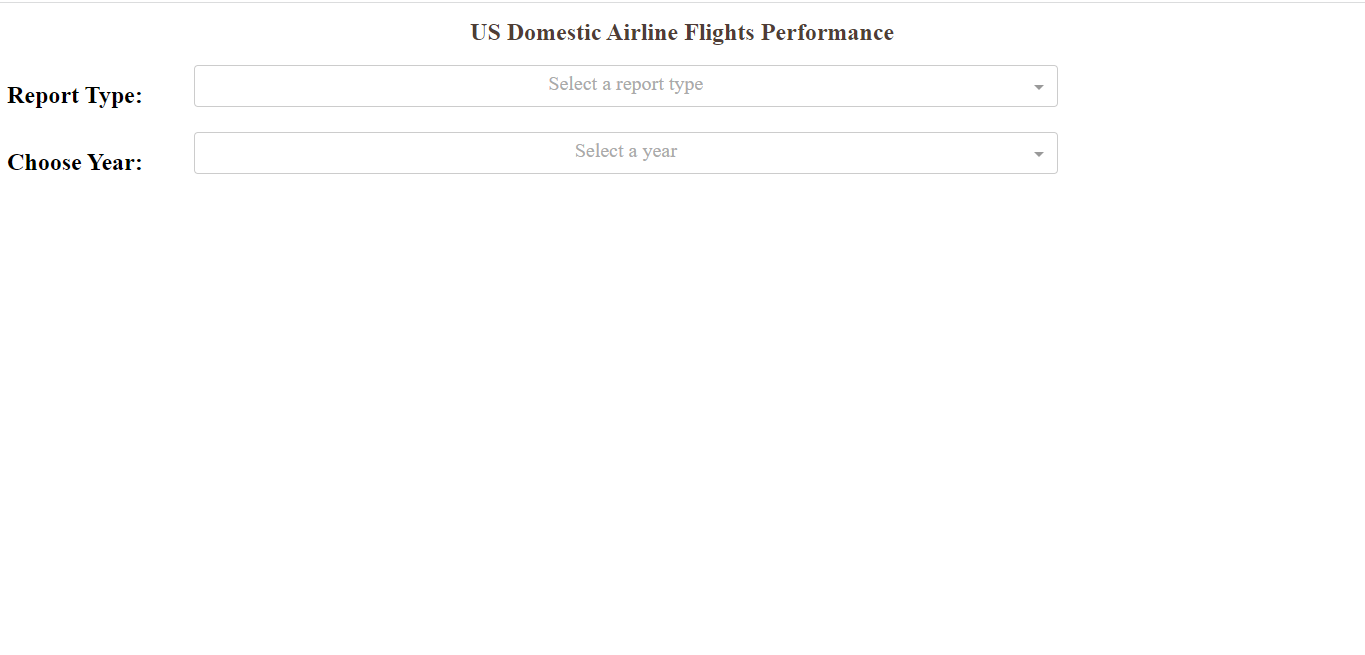 US Domestic Airline Flights Performance
Report Type:
Select a report type
Choose Year:
Select a year